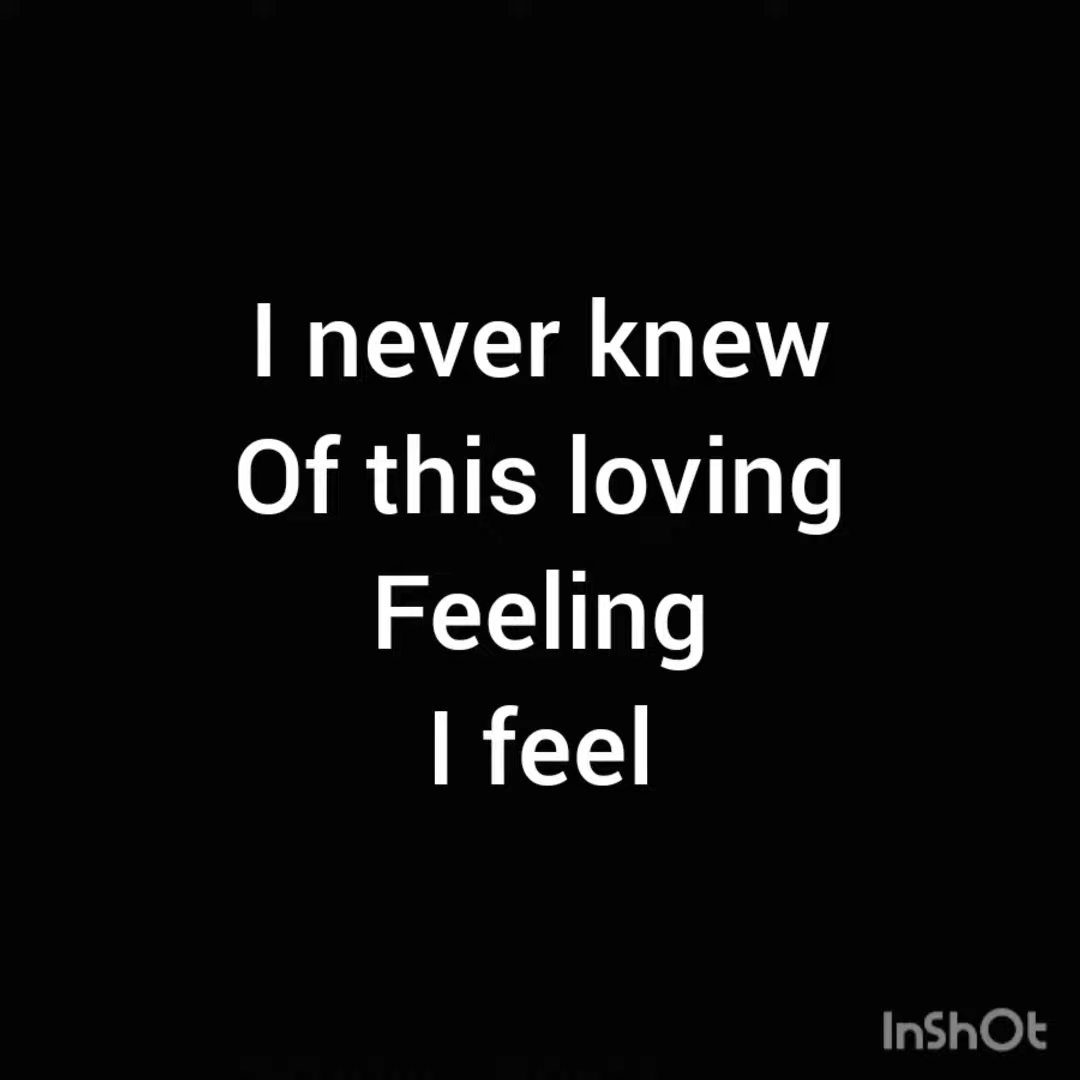 I never knew
Of this loving
Feeling
I feel
InShOt